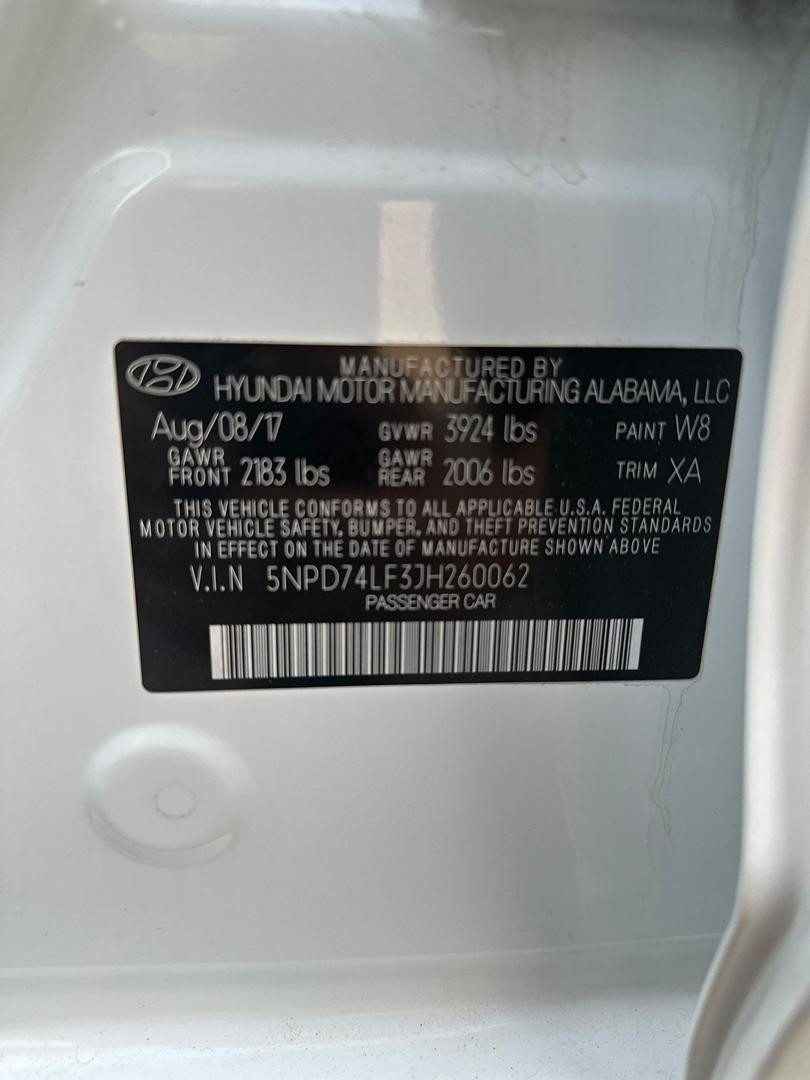 MANUFACTURED BY
HYUNDAI MOTOR MANUFACTURING ALABAMA, LLC
Aug/08/17 GVWR 3924 lbs PAINT W8
GAWR FRONT 2183 lbs GAWR REAR 2006 lbs TRIM XA
THIS VEHICLE CONFORMS TO ALL APPLICABLE U.S.A. FEDERAL
MOTOR VEHICLE SAFETY, BUMPER, AND THEFT PREVENTION STANDARDS
IN EFFECT ON THE DATE OF MANUFACTURE SHOWN ABOVE
V.I.N 5NPD74LF3JH260062
PASSENGER CAR